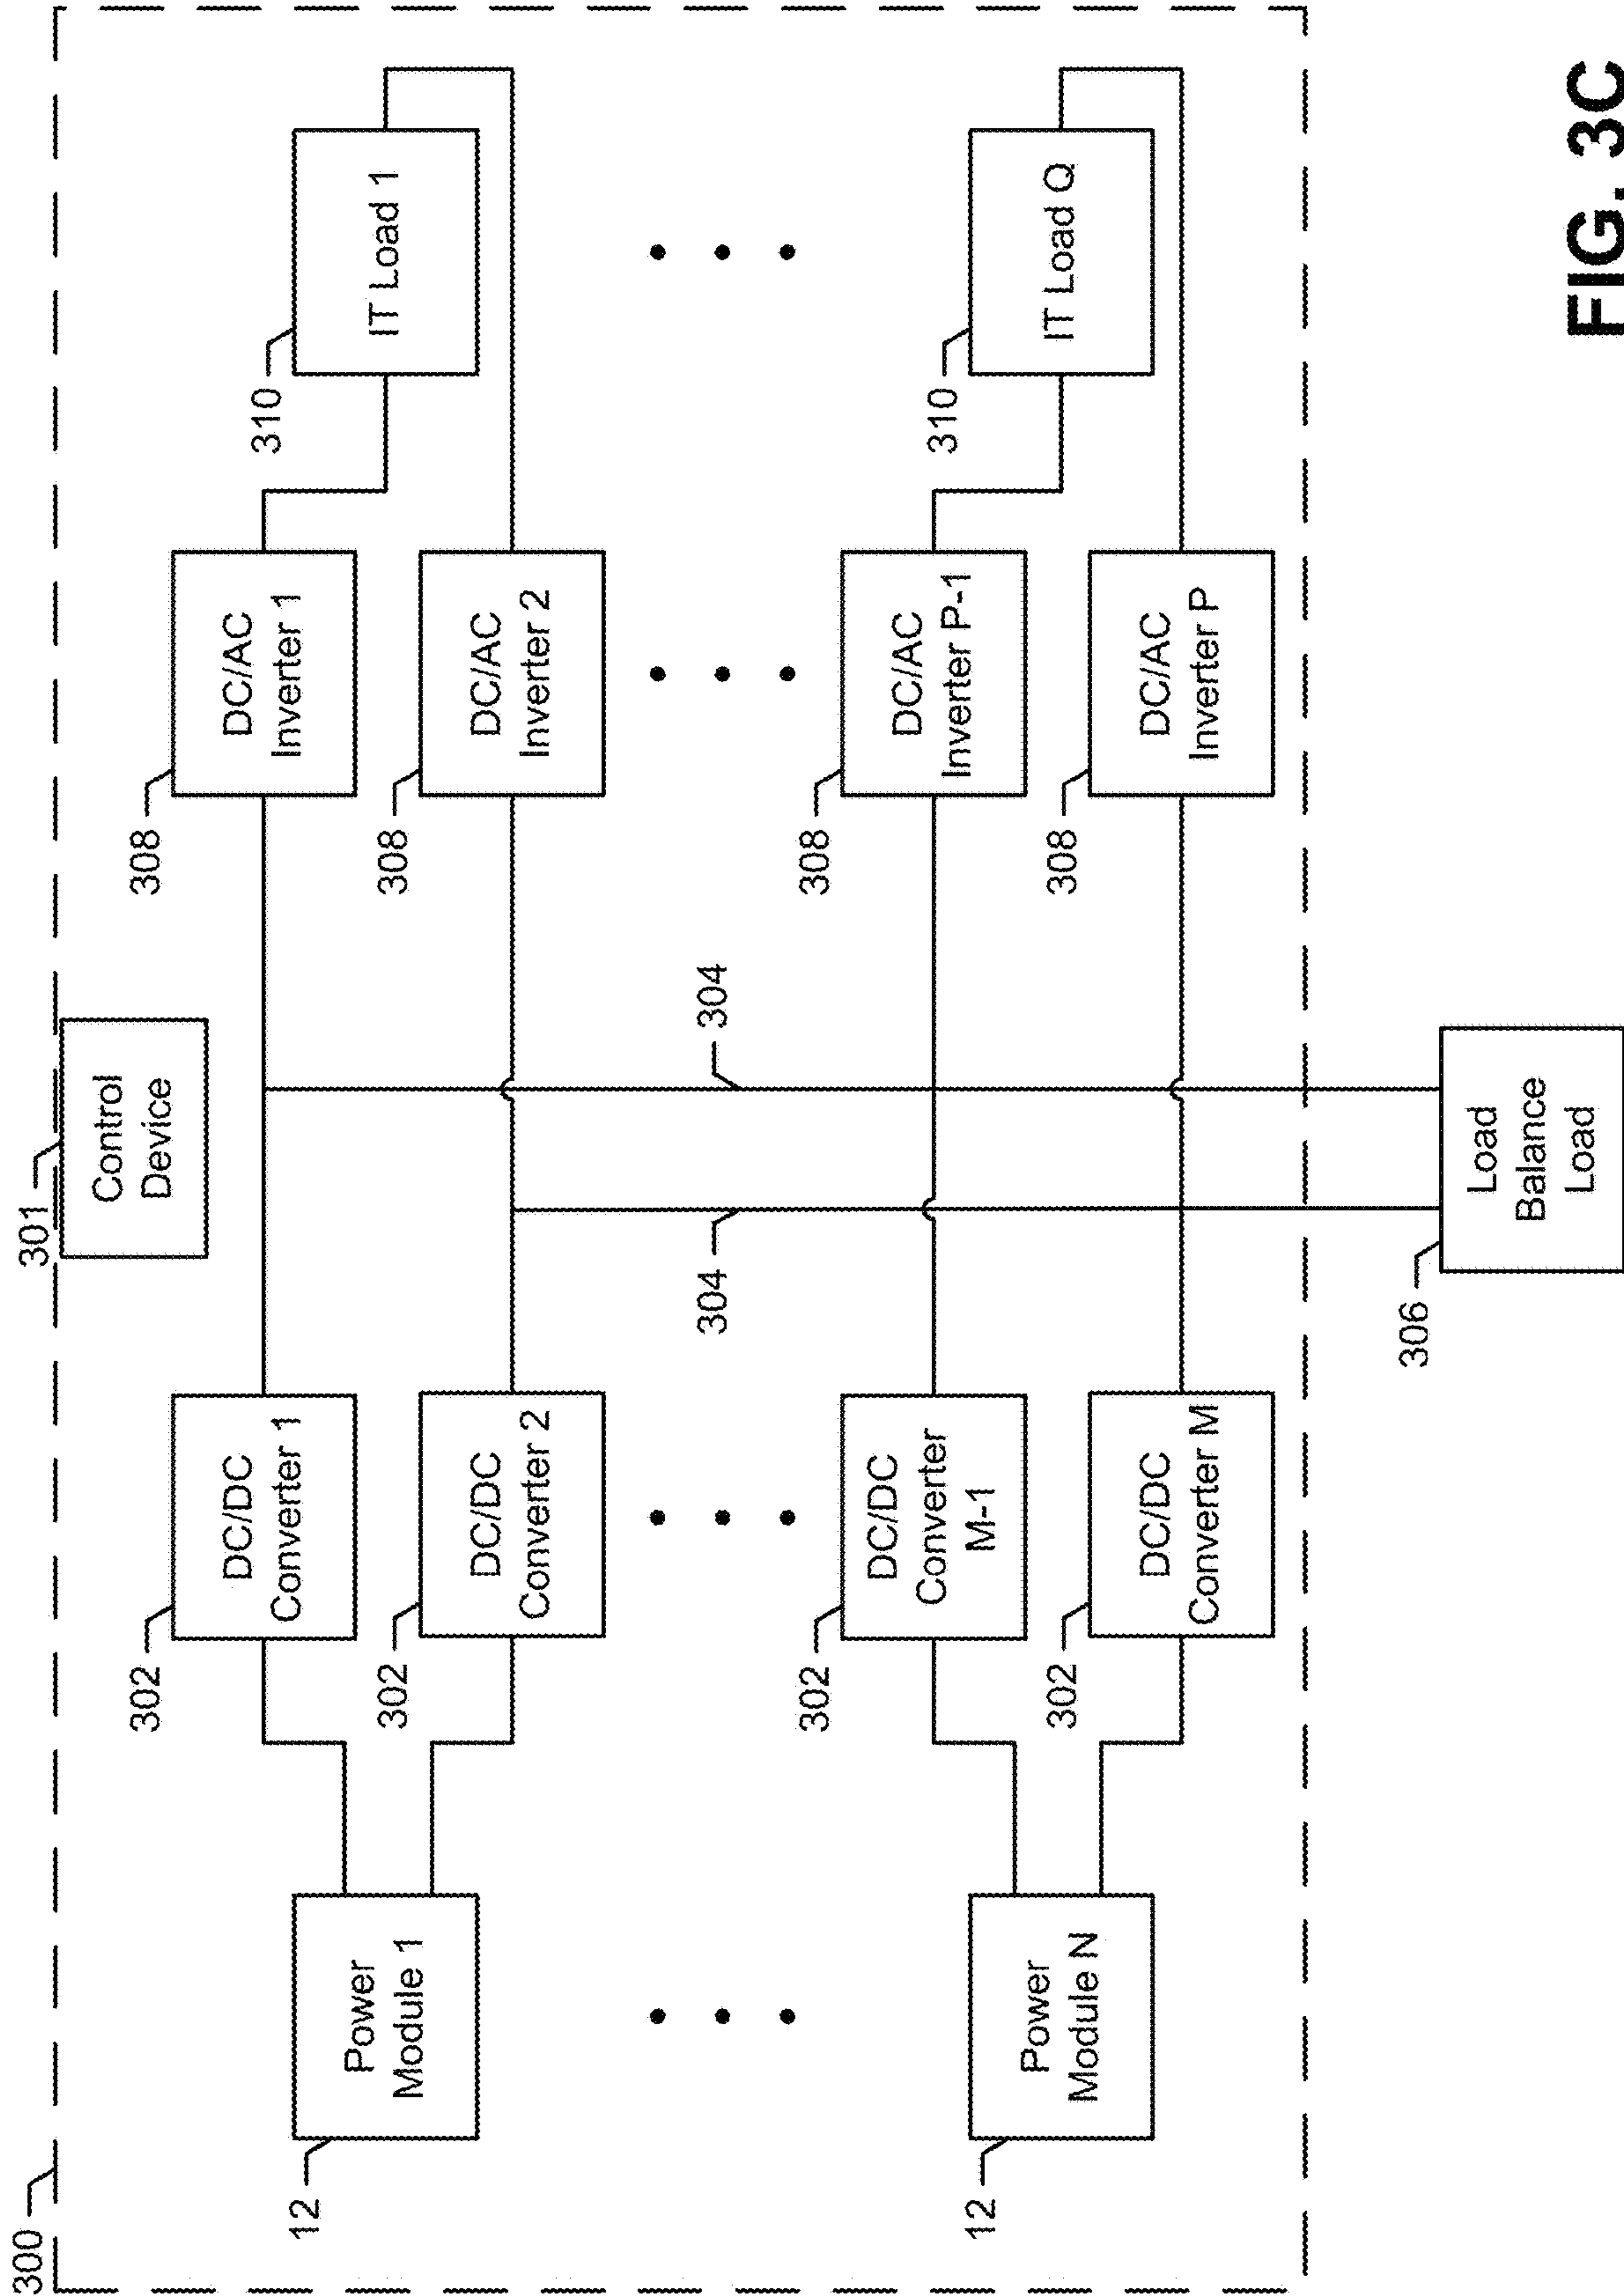 300
301
Control
Device
302
DC/DC
Converter 1
308
DC/AC
Inverter 1
12
Power
Module 1
310
IT Load 1
302
DC/DC
Converter 2
308
DC/AC
Inverter 2
304
304
302
DC/DC
Converter
M-1
308
DC/AC
Inverter P-1
12
Power
Module N
310
IT Load Q
302
DC/DC
Converter M
308
DC/AC
Inverter P
306
Load
Balance
Load
FIG. 3C